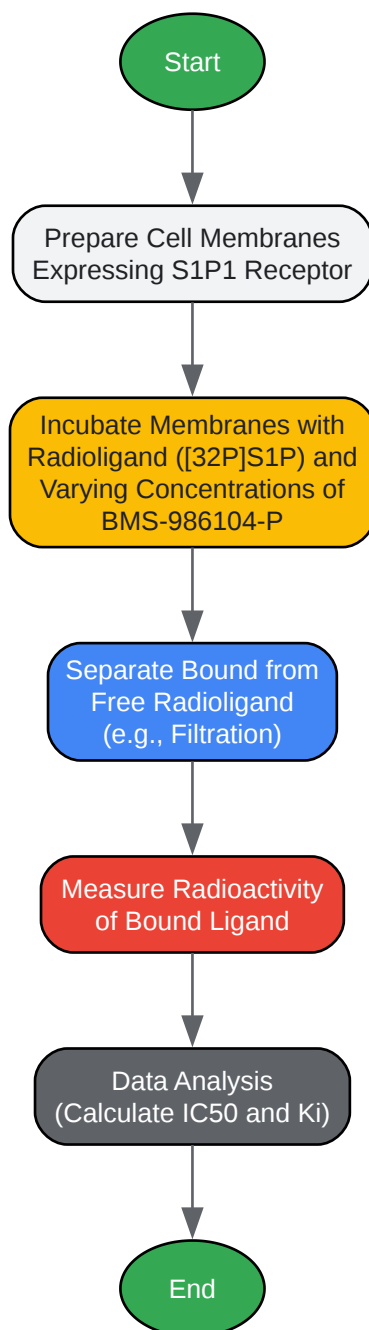 Start
Prepare Cell Membranes
Expressing S1P1 Receptor
Incubate Membranes with
Radioligand ([32P]S1P) and
Varying Concentrations of
BMS-986104-P
Separate Bound from
Free Radioligand
(e.g., Filtration)
Measure Radioactivity
of Bound Ligand
Data Analysis
(Calculate IC50 and Ki)
End